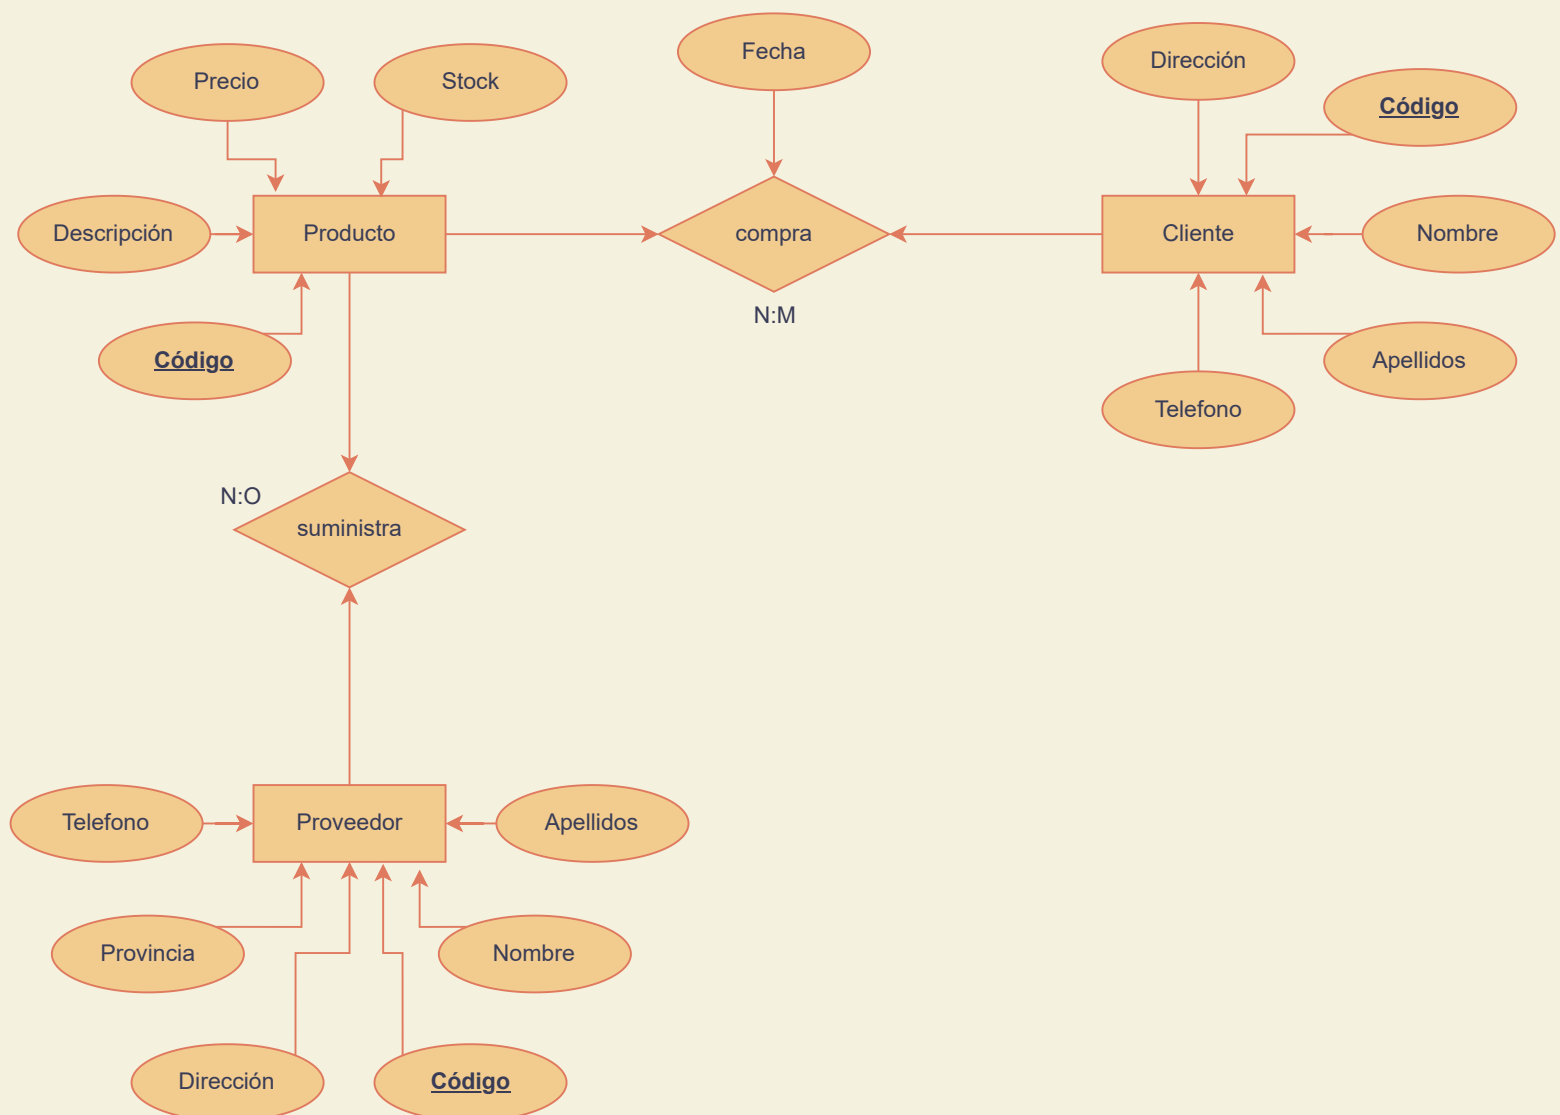 Fecha
Dirección
Precio
Stock
Código
Descripción
Producto
compra
Cliente
Nombre
N:M
Código
Apellidos
Telefono
N:O
suministra
Telefono
Proveedor
Apellidos
Provincia
Nombre
Dirección
Código